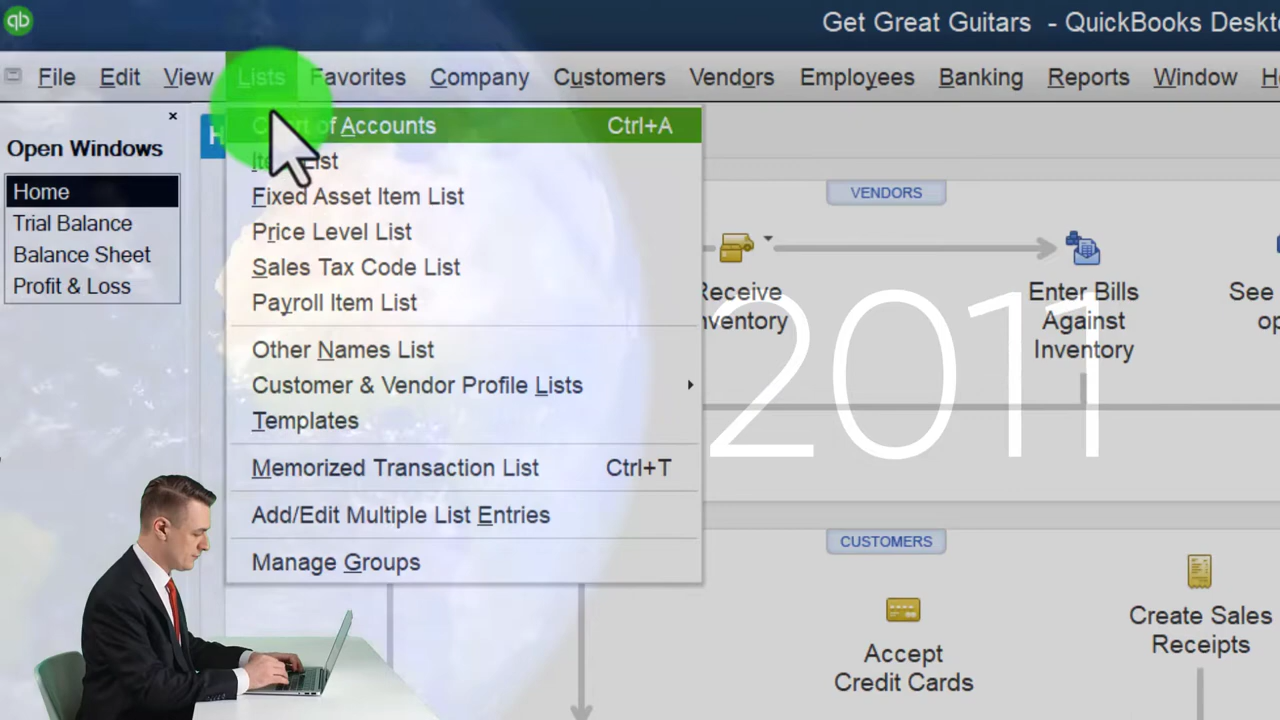 qb
Get Great Guitars - QuickBooks Deskt
File Edit View Lists Favorites Company Customers Vendors Employees Banking Reports Window H
Open Windows
Home
Trial Balance
Balance Sheet
Profit & Loss
of Accounts Ctrl+A
List
Fixed Asset Item List
Price Level List
Sales Tax Code List
Payroll Item List
Other Names List
Customer & Vendor Profile Lists
Templates
Memorized Transaction List Ctrl+T
Add/Edit Multiple List Entries
Manage Groups
VENDORS
Receive
nventory
Enter Bills
Against
Inventory
See
op
2011
CUSTOMERS
Accept
Credit Cards
Create Sales
Receipts